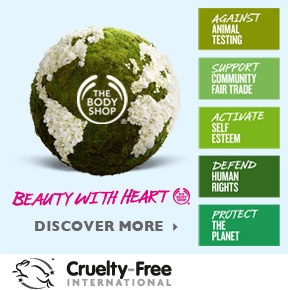 THE
BODY
SHOP®
BEAUTY WITH HEART
DISCOVER MORE
AGAINST
ANIMAL
TESTING
SUPPORT
COMMUNITY
FAIR TRADE
ACTIVATE
SELF
ESTEEM
DEFEND
HUMAN
RIGHTS
PROTECT
THE
PLANET
Cruelty-Free
INTERNATIONAL